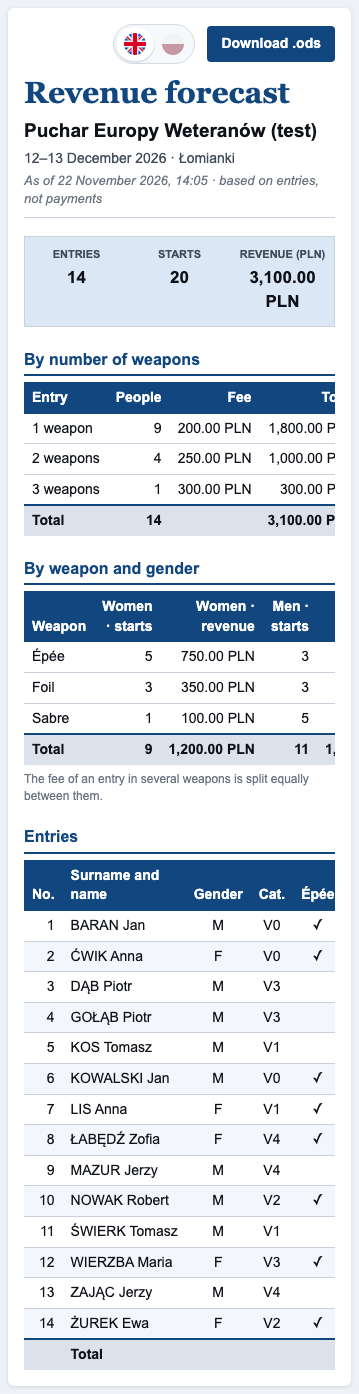 Download .ods
Revenue forecast
Puchar Europy Weteranów (test)
12–13 December 2026 · Łomianki
As of 22 November 2026, 14:05 · based on entries,
not payments
ENTRIES STARTS REVENUE (PLN)
14 20 3,100.00
PLN
By number of weapons
Entry People Fee To
1 weapon 9 200.00 PLN 1,800.00 P
2 weapons 4 250.00 PLN 1,000.00 P
3 weapons 1 300.00 PLN 300.00 P
Total 14 3,100.00 P
By weapon and gender
Women Women · Men ·
Weapon · starts revenue starts
Épée 5 750.00 PLN 3
Foil 3 350.00 PLN 3
Sabre 1 100.00 PLN 5
Total 9 1,200.00 PLN 11 1,
The fee of an entry in several weapons is split equally
between them.
Entries
Surname and
No. name Gender Cat. Épée
1 BARAN Jan M V0 ✓
2 ĆWIK Anna F V0 ✓
3 DĄB Piotr M V3
4 GOŁĄB Piotr M V3
5 KOS Tomasz M V1
6 KOWALSKI Jan M V0 ✓
7 LIS Anna F V1 ✓
8 ŁABĘDŹ Zofia F V4 ✓
9 MAZUR Jerzy M V4
10 NOWAK Robert M V2 ✓
11 ŚWIERK Tomasz M V1
12 WIERZBA Maria F V3 ✓
13 ZAJĄC Jerzy M V4
14 ŻUREK Ewa F V2 ✓
Total